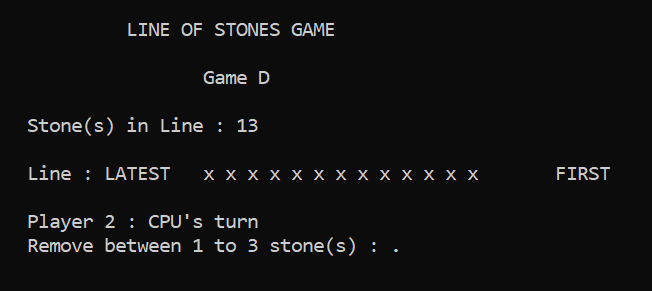 LINE OF STONES GAME
Game D
Stone(s) in Line : 13
Line : LATEST x x x x x x x x x x x x x FIRST
Player 2 : CPU's turn
Remove between 1 to 3 stone(s) : .